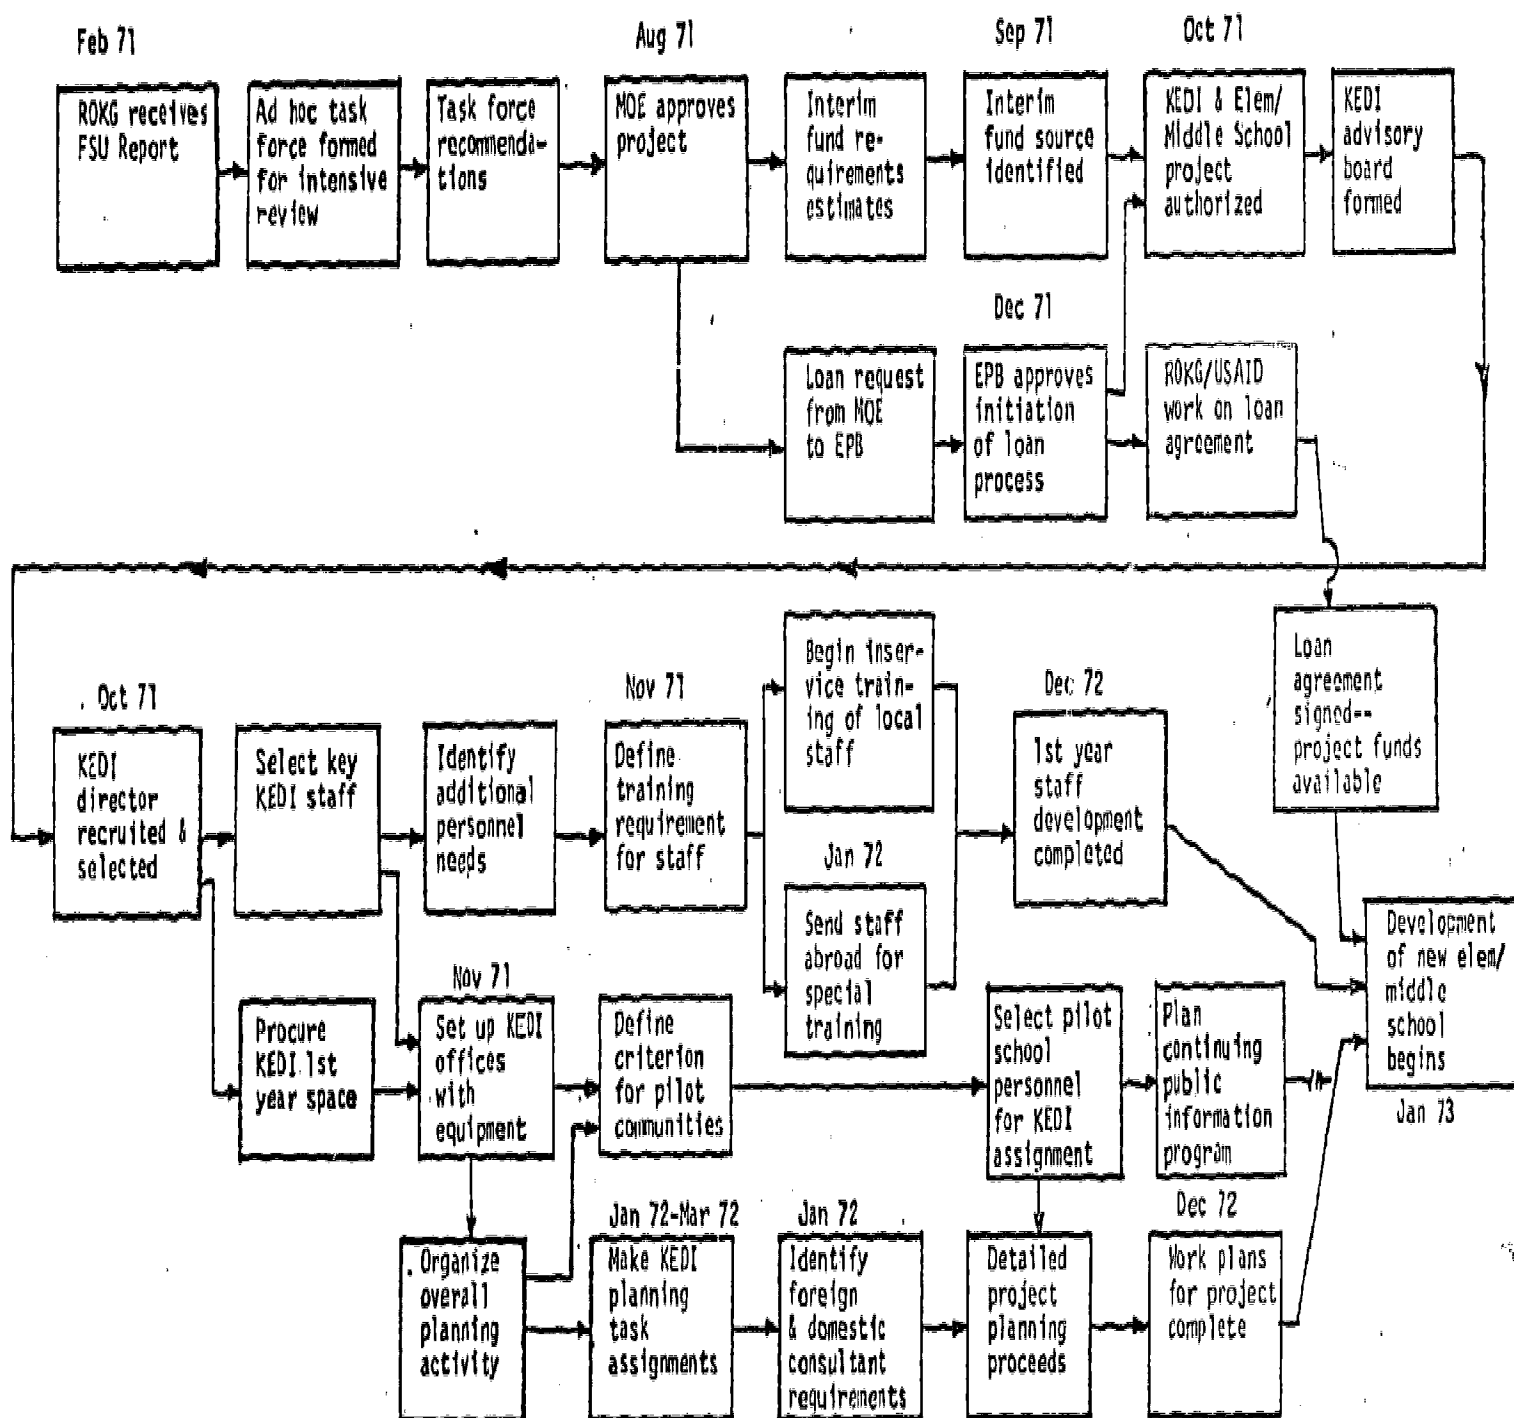 Feb 71
ROKG receives
FSU Report
Ad hoc task
force formed
for intensive
review
Task force
recommenda-
tions
Aug 71
MOE approves
project
Interim
fund re-
quirements
estimates
Sep 71
Interim
fund source
identified
Oct 71
KEDI & Elem/
Middle School
project
authorized
KEDI
advisory
board
formed
Loan request
from MOE
to EPB
Dec 71
EPB approves
initiation
of loan
process
ROKG/USAID
work on loan
agreement
Loan
agreement
signed--
project funds
available
Oct 71
KEDI
director
recruited &
selected
Select key
KEDI staff
Identify
additional
personnel
needs
Nov 71
Define
training
requirement
for staff
Begin inser-
vice train-
ing of local
staff
Jan 72
Send staff
abroad for
special
training
Dec 72
1st year
staff
development
completed
Procure
KEDI 1st
year space
Nov 71
Set up KEDI
offices
with
equipment
Define
criterion
for pilot
communities
Select pilot
school
personnel
for KEDI
assignment
Plan
continuing
public
information
program
Development
of new elem/
middle
school
begins
Jan 73
Organize
overall
planning
activity
Jan 72-Mar 72
Make KEDI
planning
task
assignments
Jan 72
Identify
foreign
& domestic
consultant
requirements
Detailed
project
planning
proceeds
Dec 72
Work plans
for project
complete